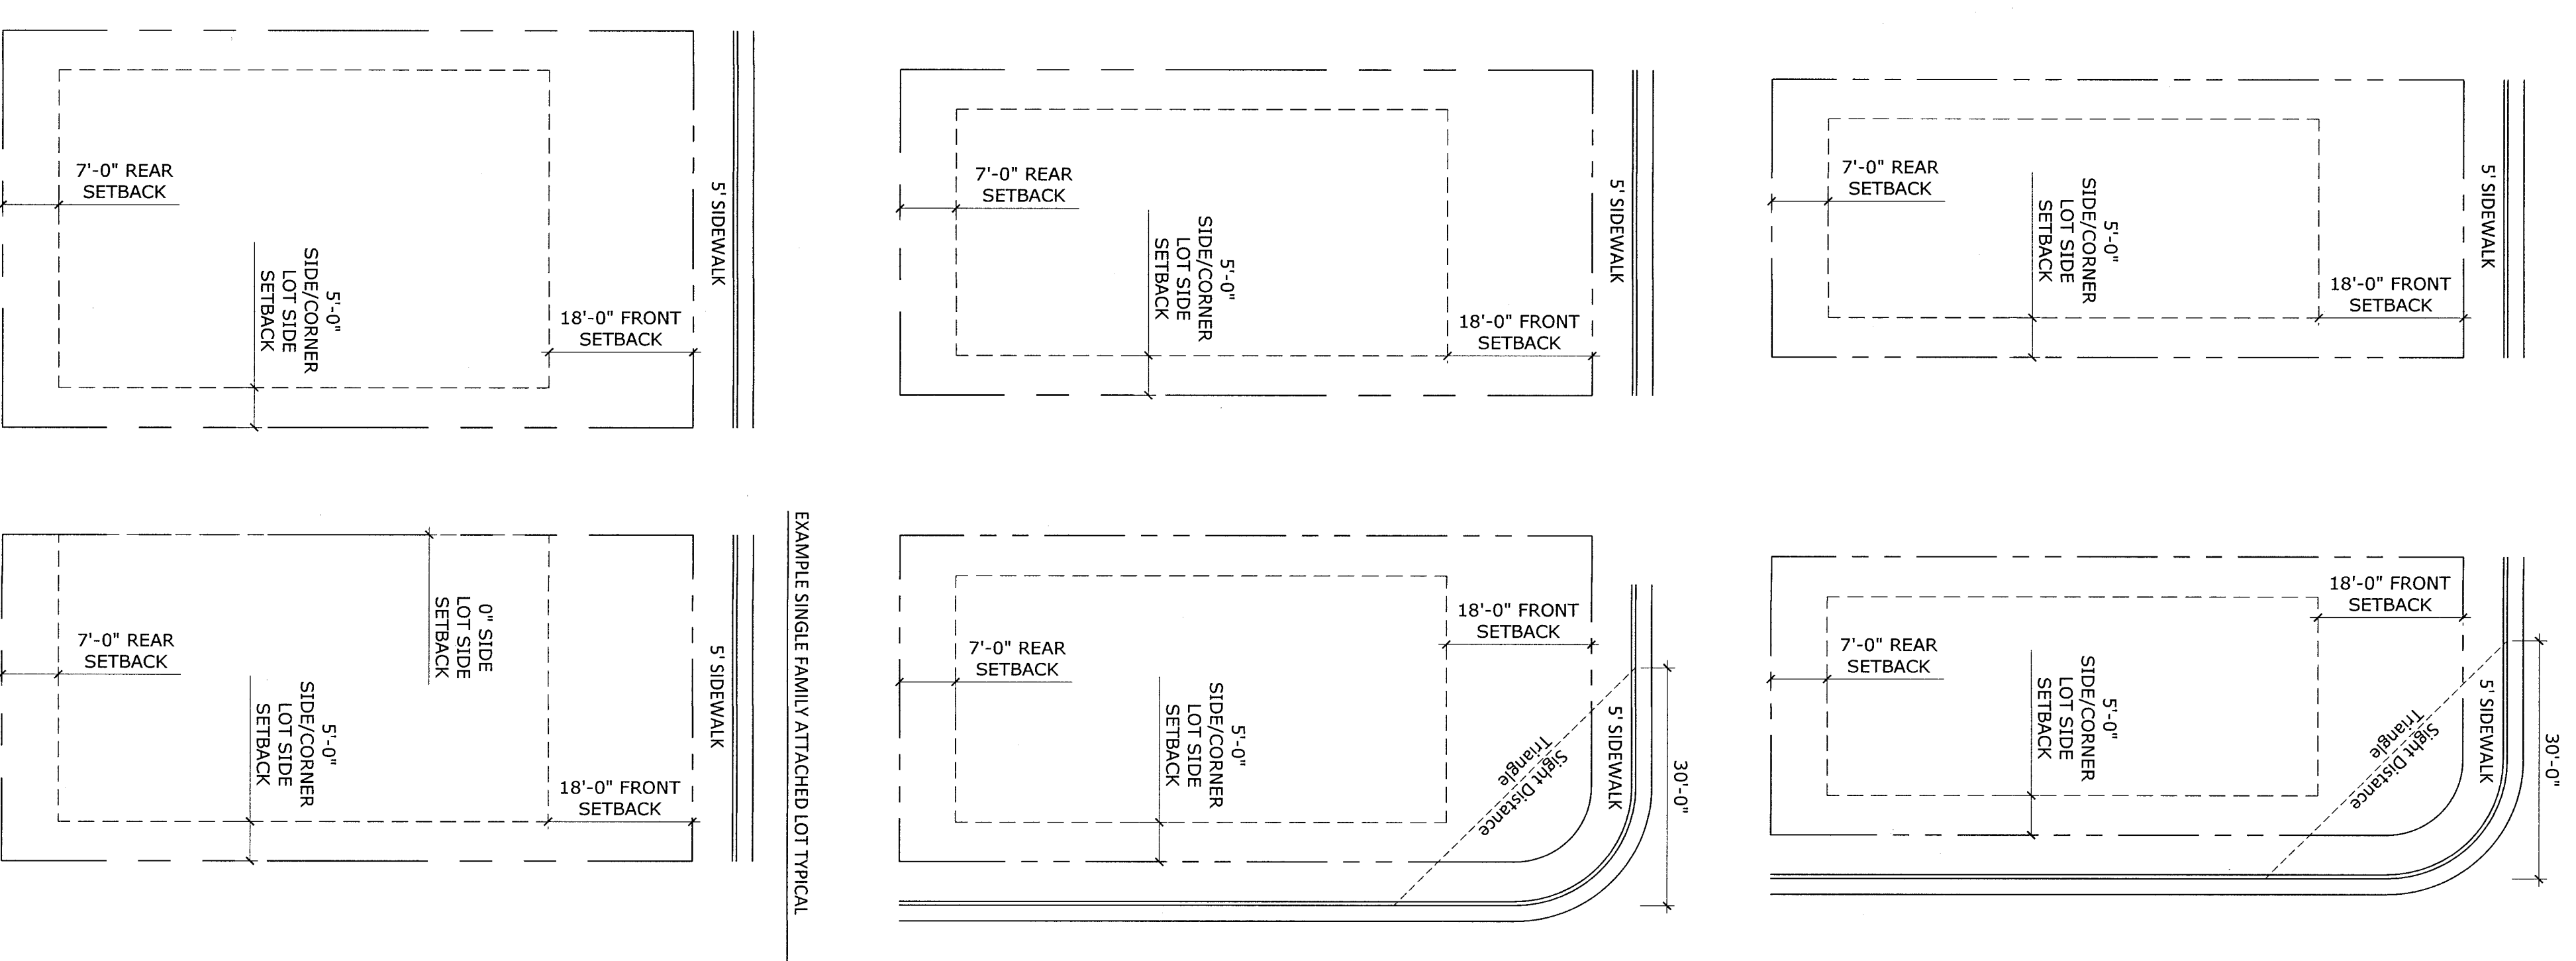 7'-0" REAR
SETBACK
5'-0"
SIDE/CORNER
LOT SIDE
SETBACK
18'-0" FRONT
SETBACK
5' SIDEWALK
7'-0" REAR
SETBACK
5'-0"
SIDE/CORNER
LOT SIDE
SETBACK
18'-0" FRONT
SETBACK
5' SIDEWALK
7'-0" REAR
SETBACK
5'-0"
SIDE/CORNER
LOT SIDE
SETBACK
18'-0" FRONT
SETBACK
5' SIDEWALK
7'-0" REAR
SETBACK
0" SIDE
LOT SIDE
SETBACK
5'-0"
SIDE/CORNER
LOT SIDE
SETBACK
18'-0" FRONT
SETBACK
5' SIDEWALK
EXAMPLE SINGLE FAMILY ATTACHED LOT TYPICAL
7'-0" REAR
SETBACK
5'-0"
SIDE/CORNER
LOT SIDE
SETBACK
18'-0" FRONT
SETBACK
Sight Distance
Triangle
5' SIDEWALK
30'-0"
7'-0" REAR
SETBACK
5'-0"
SIDE/CORNER
LOT SIDE
SETBACK
18'-0" FRONT
SETBACK
Sight Distance
Triangle
5' SIDEWALK
30'-0"